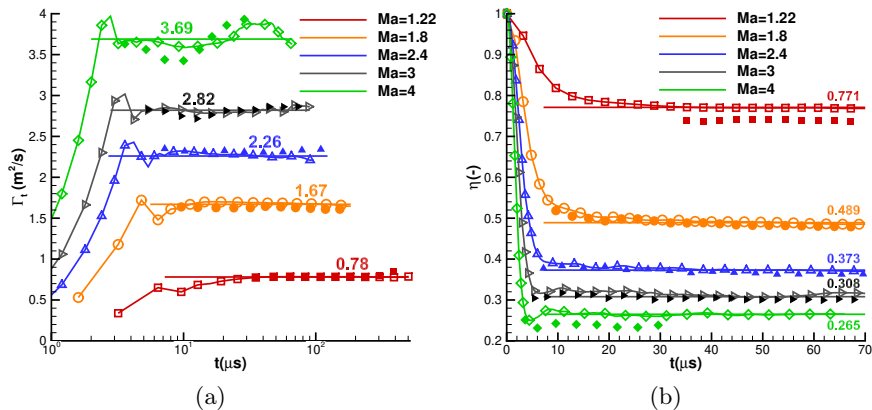 4
3.5
3
2.5
2
1.5
1
0.5
0
Γt (m²/s)
3.69
2.82
2.26
1.67
0.78
Ma=1.22
Ma=1.8
Ma=2.4
Ma=3
Ma=4
10⁰ 10¹ 10²
t(μs)
(a)
1
0.9
0.8
0.7
0.6
0.5
0.4
0.3
0.2
η(-)
Ma=1.22
Ma=1.8
Ma=2.4
Ma=3
Ma=4
0.771
0.489
0.373
0.308
0.265
0 10 20 30 40 50 60 70
t(μs)
(b)